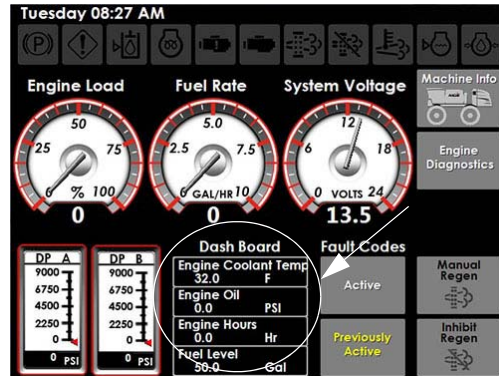 Tuesday 08:27 AM
(P)
Engine Load
25
50
75
0
%
100
0
Fuel Rate
2.5
5.0
7.5
0
GAL/HR
10
0
System Voltage
6
12
18
0
VOLTS
24
13.5
Machine Info
Engine
Diagnostics
DP A
9000
6750
4500
2250
0
0 PSI
DP B
9000
6750
4500
2250
0
0 PSI
Dash Board
Engine Coolant Temp
32.0 F
Engine Oil
0.0 PSI
Engine Hours
0.0 Hr
Fuel Level
50.0 Gal
Fault Codes
Active
Previously
Active
Manual
Regen
Inhibit
Regen